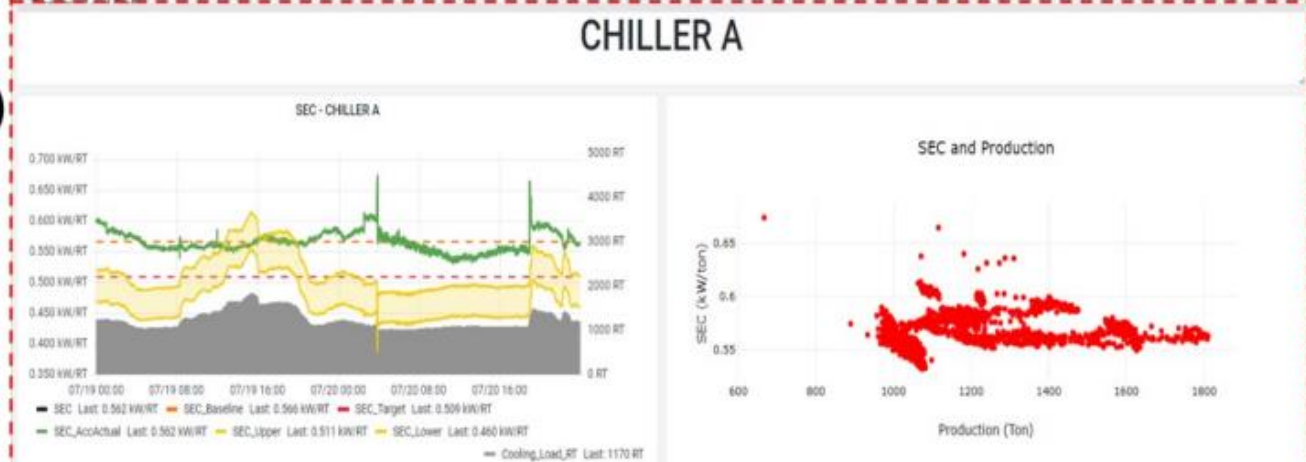 CHILLER A
SEC - CHILLER A
0.700 kW/RT
0.650 kW/RT
0.600 kW/RT
0.550 kW/RT
0.500 kW/RT
0.450 kW/RT
0.400 kW/RT
0.350 kW/RT
5000 RT
4000 RT
3000 RT
2000 RT
1000 RT
0 RT
07/19 00:00 07/19 08:00 07/19 16:00 07/20 00:00 07/20 08:00 07/20 16:00
SEC Last: 0.562 kW/RT SEC_Baseline Last: 0.566 kW/RT SEC_Target Last: 0.509 kW/RT
SEC_AccActual Last: 0.562 kW/RT SEC_Upper Last: 0.511 kW/RT SEC_Lower Last: 0.460 kW/RT
Cooling_Load_RT Last: 1170 RT
SEC and Production
SEC (kW/ton)
0.65
0.6
0.55
600 800 1000 1200 1400 1600 1800
Production (Ton)